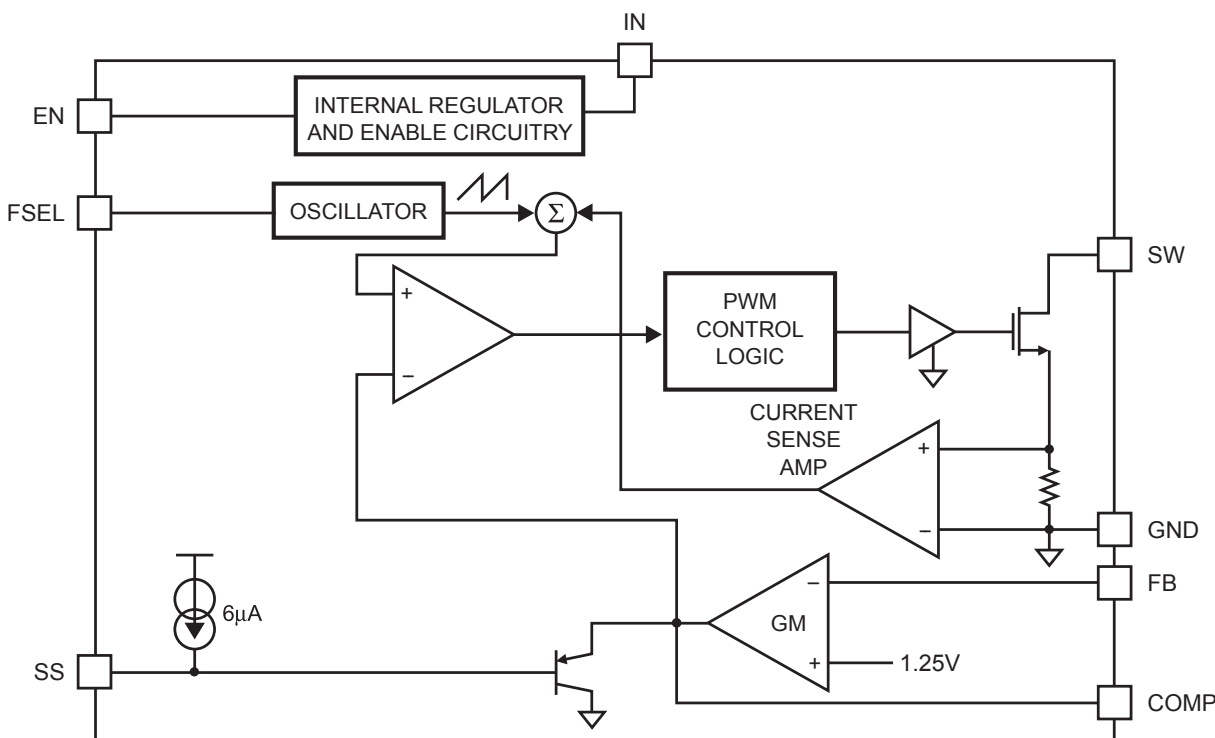 IN
EN
INTERNAL REGULATOR
AND ENABLE CIRCUITRY
FSEL
OSCILLATOR
Σ
SW
+
−
PWM
CONTROL
LOGIC
CURRENT
SENSE
AMP
+
−
GND
FB
−
GM
+
1.25V
6μA
SS
COMP